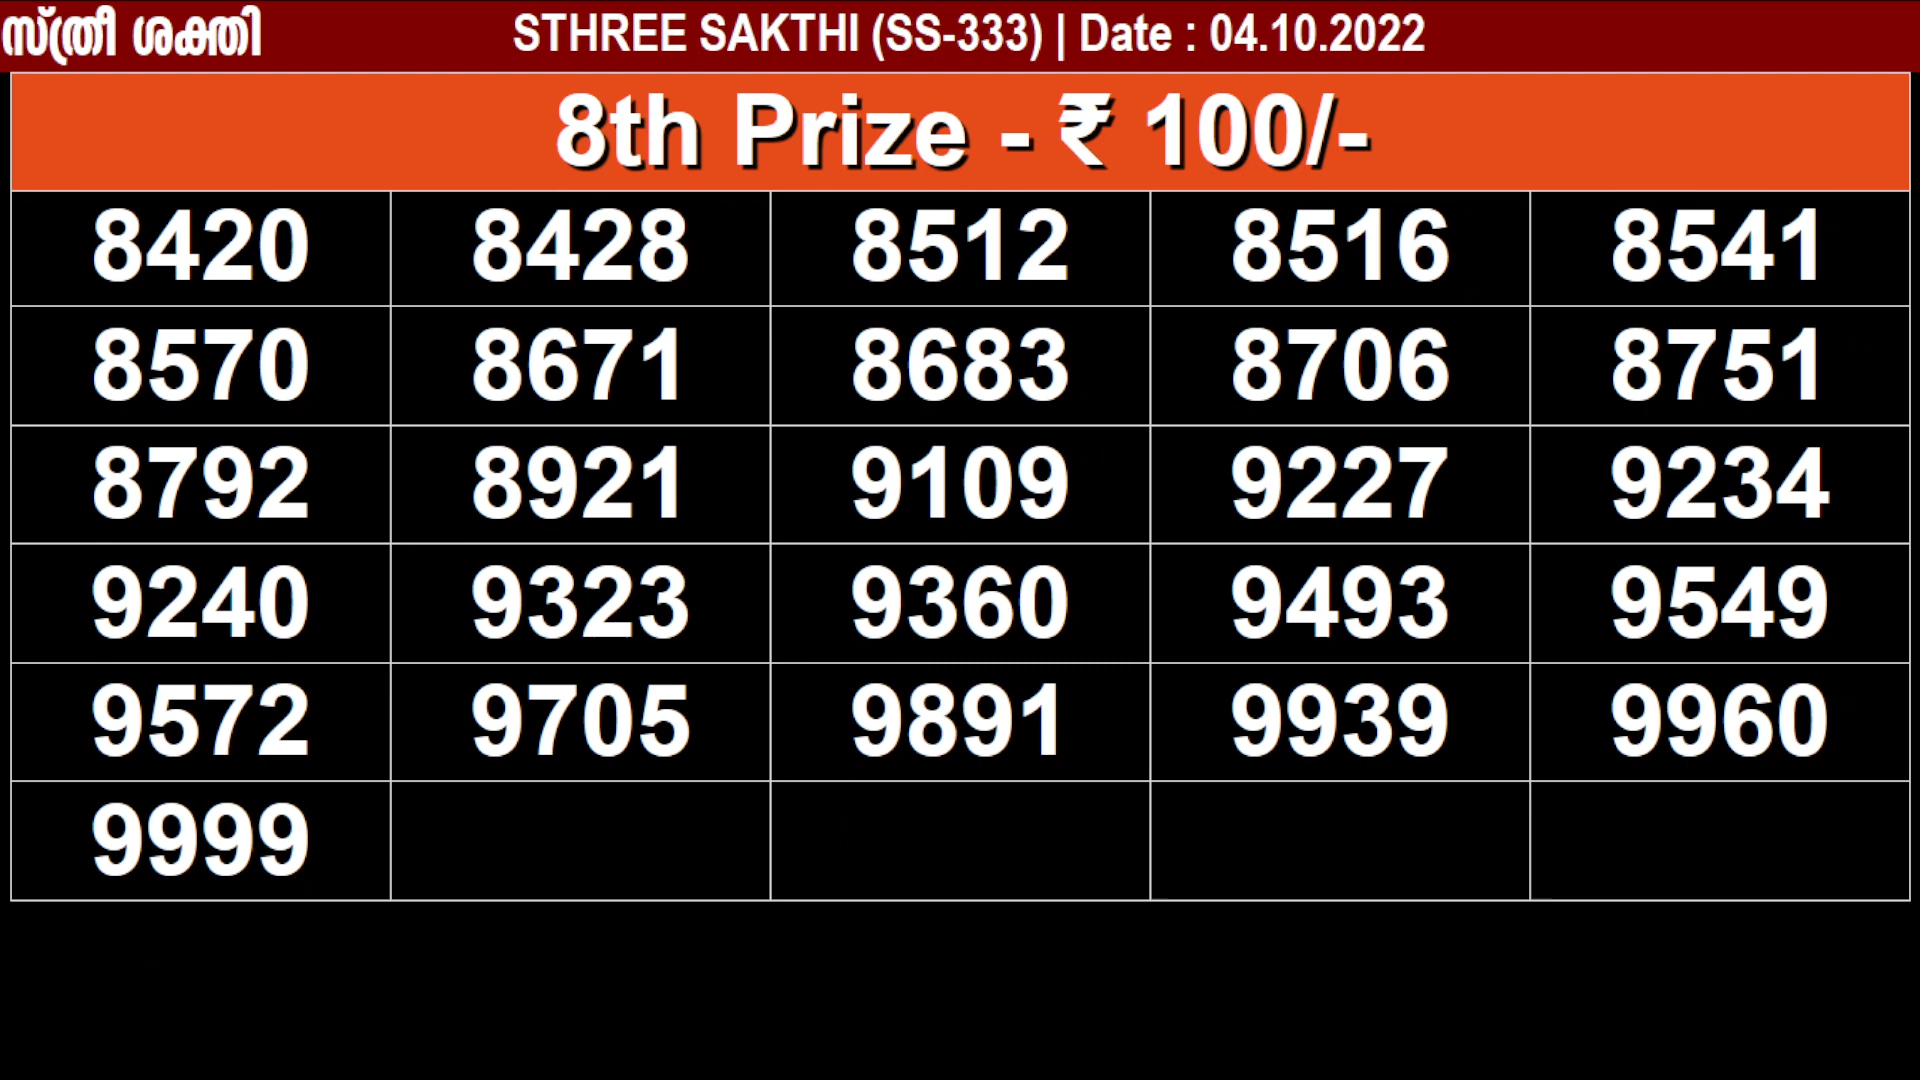 സ്ത്രീ ശക്തി STHREE SAKTHI (SS-333) | Date : 04.10.2022
8th Prize - ₹ 100/-
8420 8428 8512 8516 8541
8570 8671 8683 8706 8751
8792 8921 9109 9227 9234
9240 9323 9360 9493 9549
9572 9705 9891 9939 9960
9999